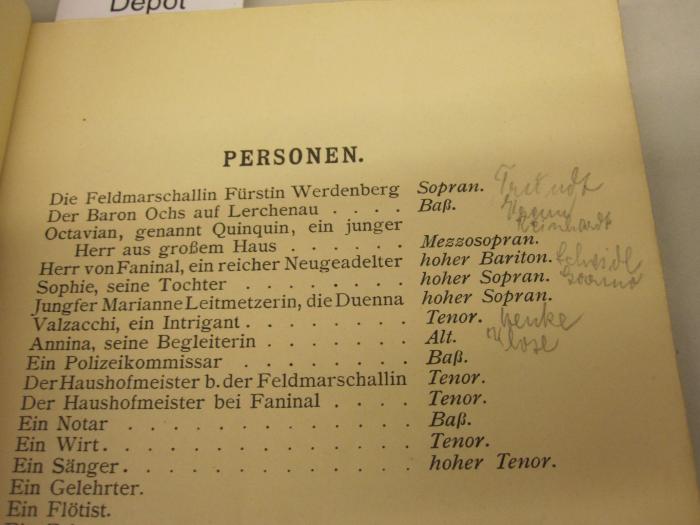 Depot
PERSONEN.
Die Feldmarschallin Fürstin Werdenberg Sopran.
Der Baron Ochs auf Lerchenau . . . . Baß.
Octavian, genannt Quinquin, ein junger Reinhardt
Herr aus großem Haus . . . . . . Mezzosopran.
Herr von Faninal, ein reicher Neugeadelter hoher Bariton. Scheidl
Sophie, seine Tochter . . . . . . . . hoher Sopran.
Jungfer Marianne Leitmetzerin, die Duenna hoher Sopran.
Valzacchi, ein Intrigant . . . . . . . . Tenor. Henke
Annina, seine Begleiterin . . . . . . . Alt. Klose
Ein Polizeikommissar . . . . . . . . Baß.
Der Haushofmeister b. der Feldmarschallin Tenor.
Der Haushofmeister bei Faninal . . . . Tenor.
Ein Notar . . . . . . . . . . . . . Baß.
Ein Wirt . . . . . . . . . . . . . . Tenor.
Ein Sänger . . . . . . . . . . . . . hoher Tenor.
Ein Gelehrter.
Ein Flötist.